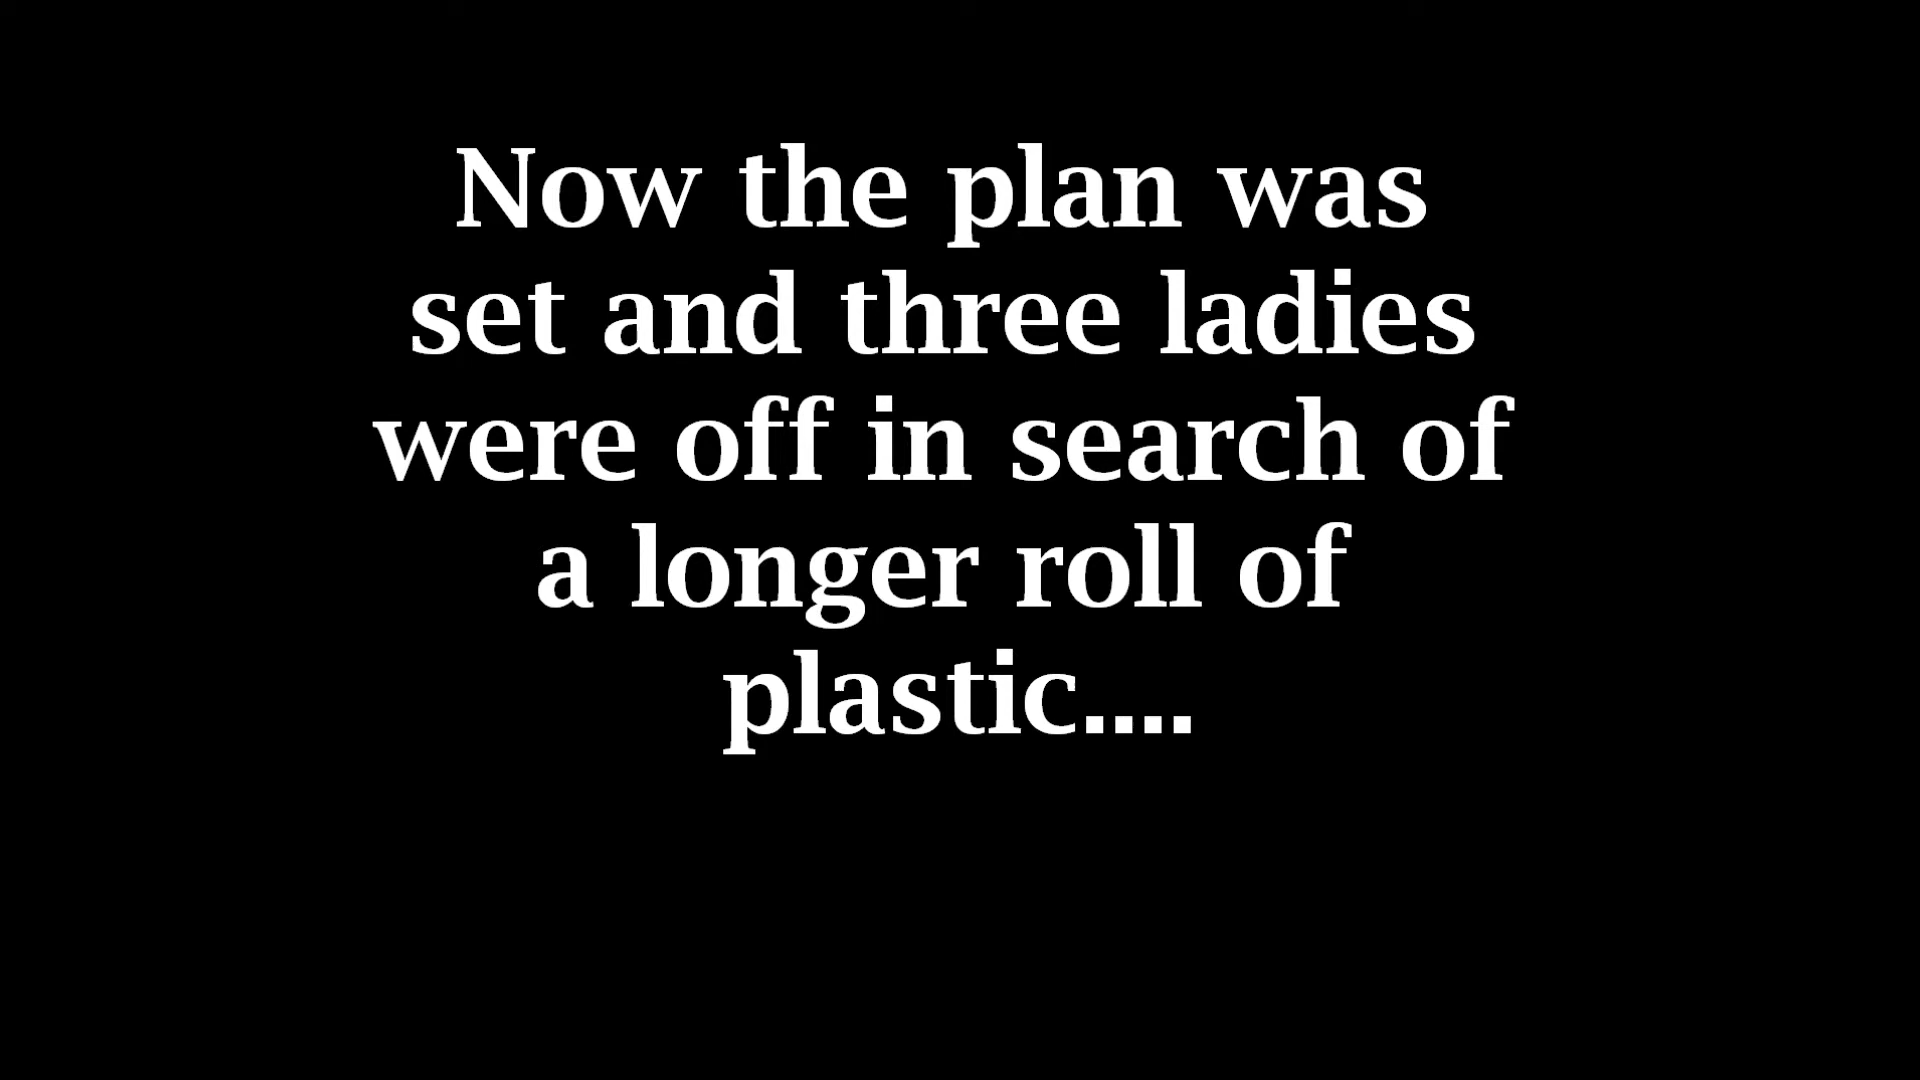 Now the plan was
set and three ladies
were off in search of
a longer roll of
plastic....